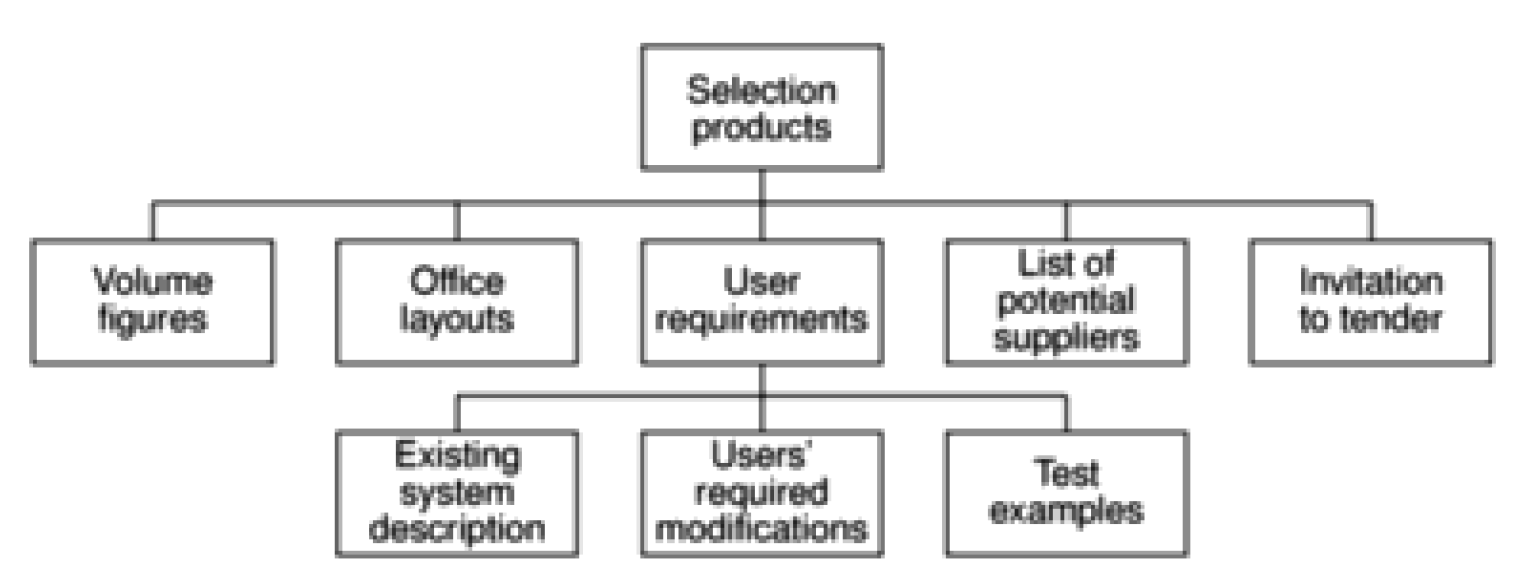 Selection
products
Volume
figures
Office
layouts
User
requirements
List of
potential
suppliers
Invitation
to tender
Existing
system
description
Users'
required
modifications
Test
examples